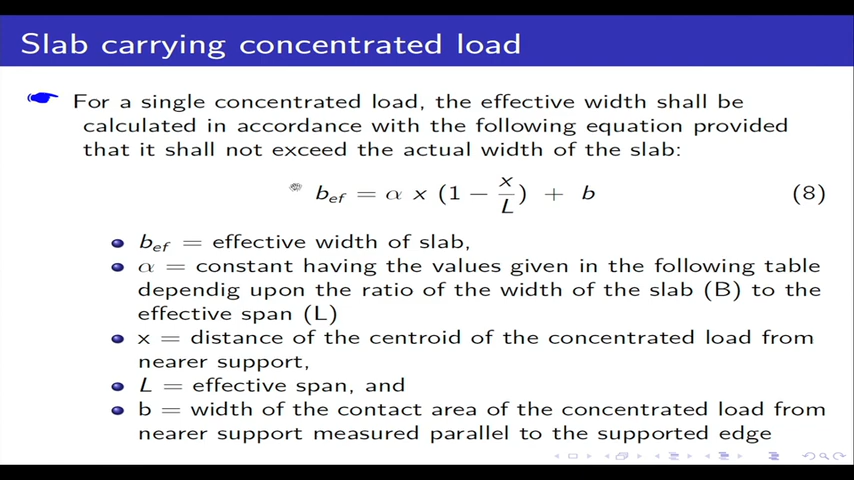 Slab carrying concentrated load
For a single concentrated load, the effective width shall be
calculated in accordance with the following equation provided
that it shall not exceed the actual width of the slab:
b_ef = α x (1 − x/L) + b (8)
b_ef = effective width of slab,
α = constant having the values given in the following table
dependig upon the ratio of the width of the slab (B) to the
effective span (L)
x = distance of the centroid of the concentrated load from
nearer support,
L = effective span, and
b = width of the contact area of the concentrated load from
nearer support measured parallel to the supported edge